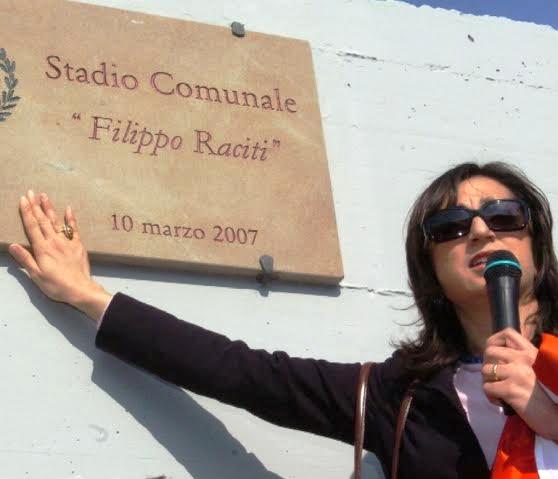 Stadio Comunale
“Filippo Raciti”
10 marzo 2007